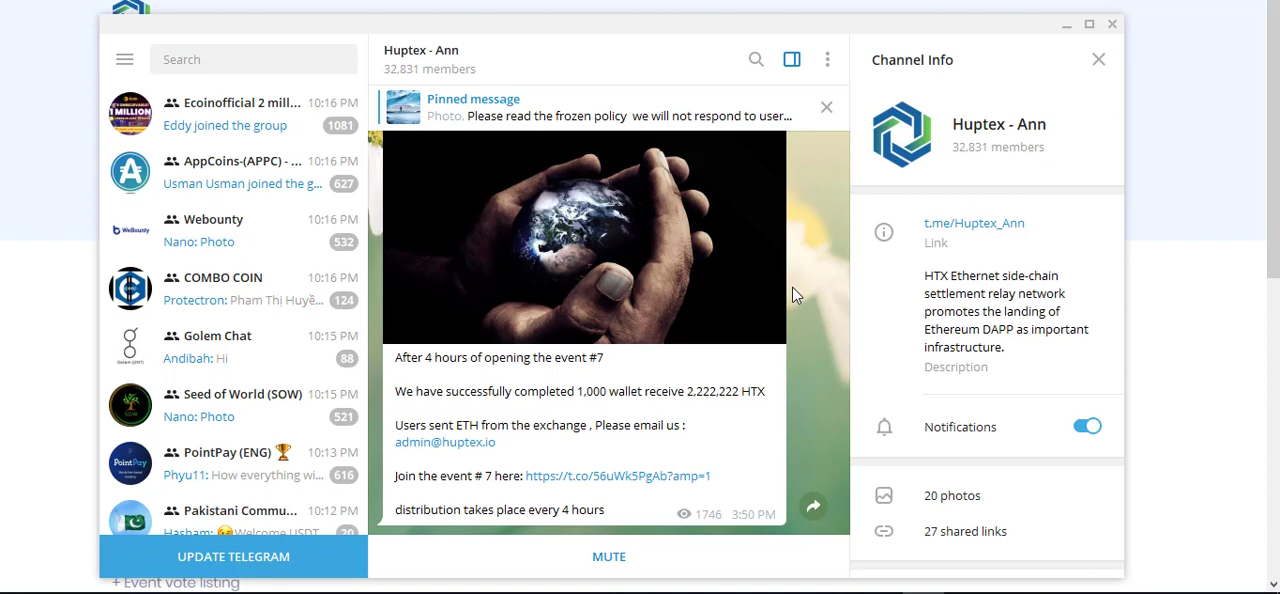 Search
Ecoinofficial 2 mill... 10:16 PM
Eddy joined the group 1081
AppCoins-(APPC) - ... 10:16 PM
Usman Usman joined the g... 627
Webounty 10:16 PM
Nano: Photo 532
COMBO COIN 10:16 PM
Protectron: Pham Thị Huyề... 124
Golem Chat 10:15 PM
Andibah: Hi 88
Seed of World (SOW) 10:15 PM
Nano: Photo 521
PointPay (ENG) 🏆 10:13 PM
Phyu11: How everything wi... 616
Pakistani Commu... 10:12 PM
Hasham: 😉Welcome USDT 20
UPDATE TELEGRAM
+ Event vote listing
Huptex - Ann
32,831 members
Pinned message
Photo. Please read the frozen policy we will not respond to user...
After 4 hours of opening the event #7
We have successfully completed 1,000 wallet receive 2,222,222 HTX
Users sent ETH from the exchange , Please email us :
admin@huptex.io
Join the event # 7 here: https://t.co/56uWk5PgAb?amp=1
distribution takes place every 4 hours 1746 3:50 PM
MUTE
Channel Info
Huptex - Ann
32,831 members
t.me/Huptex_Ann
Link
HTX Ethernet side-chain
settlement relay network
promotes the landing of
Ethereum DAPP as important
infrastructure.
Description
Notifications
20 photos
27 shared links